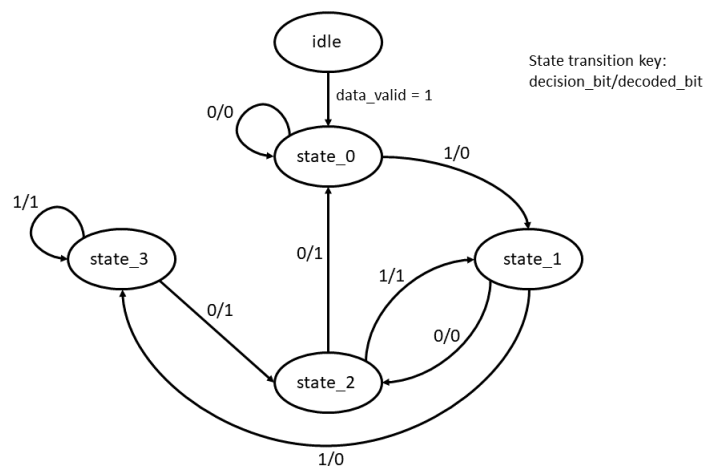 idle
State transition key:
decision_bit/decoded_bit
data_valid = 1
0/0
state_0
1/0
1/1
state_3
0/1
1/1
state_1
0/1
0/0
state_2
1/0